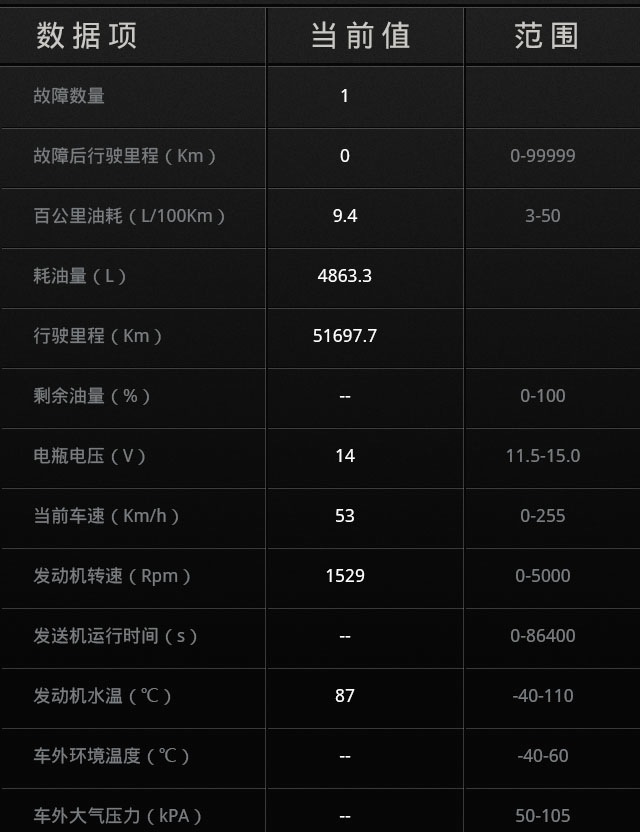 数据项 当前值 范围
故障数量 1
故障后行驶里程（Km） 0 0-99999
百公里油耗（L/100Km） 9.4 3-50
耗油量（L） 4863.3
行驶里程（Km） 51697.7
剩余油量（%） -- 0-100
电瓶电压（V） 14 11.5-15.0
当前车速（Km/h） 53 0-255
发动机转速（Rpm） 1529 0-5000
发送机运行时间（s） -- 0-86400
发动机水温（℃） 87 -40-110
车外环境温度（℃） -- -40-60
车外大气压力（kPA） -- 50-105